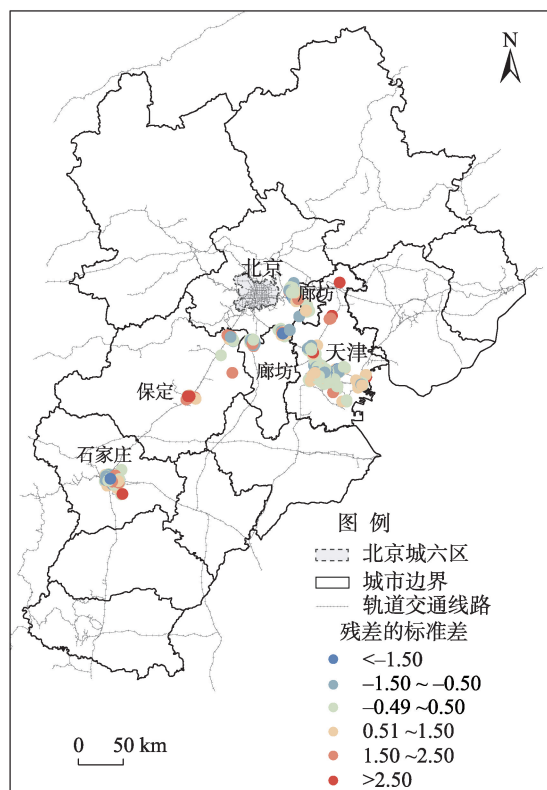 N
北京
廊坊
天津
廊坊
保定
石家庄
图 例
北京城六区
城市边界
轨道交通线路
残差的标准差
<–1.50
–1.50 ~ –0.50
–0.49 ~0.50
0.51 ~1.50
1.50 ~2.50
>2.50
0 50 km